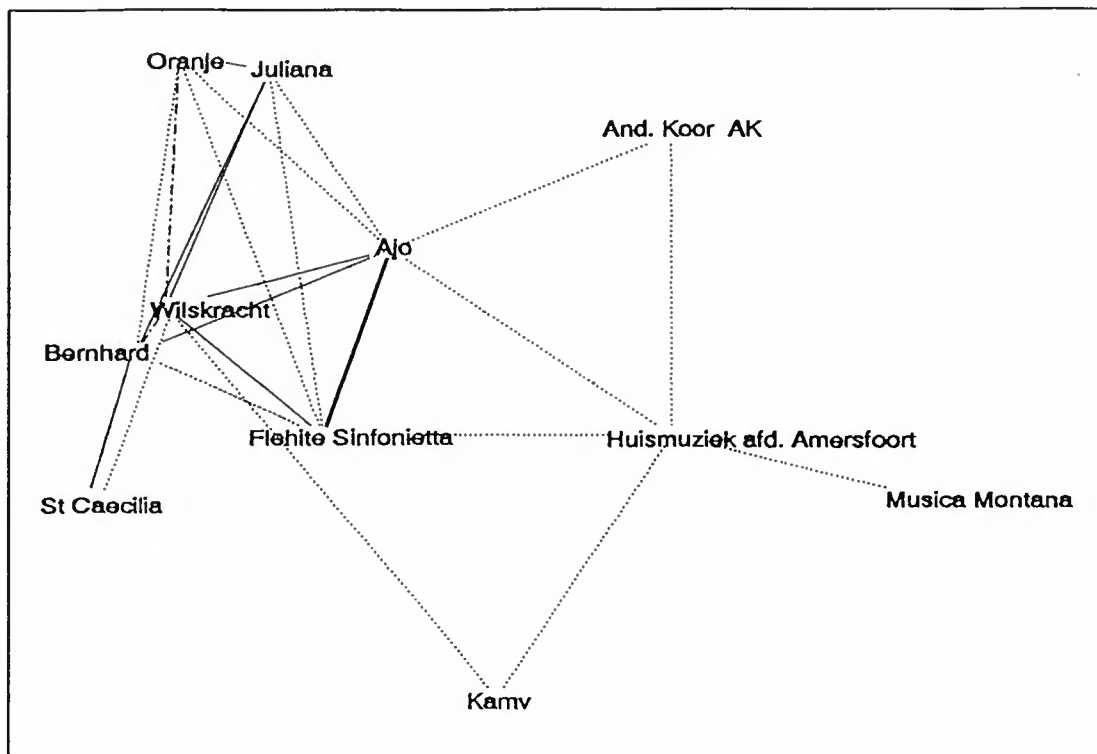 Oranje
Juliana
And. Koor AK
Ajo
Wilskracht
Bernhard
Flehite Sinfonietta
Huismuziek afd. Amersfoort
St Caecilia
Musica Montana
Kamv